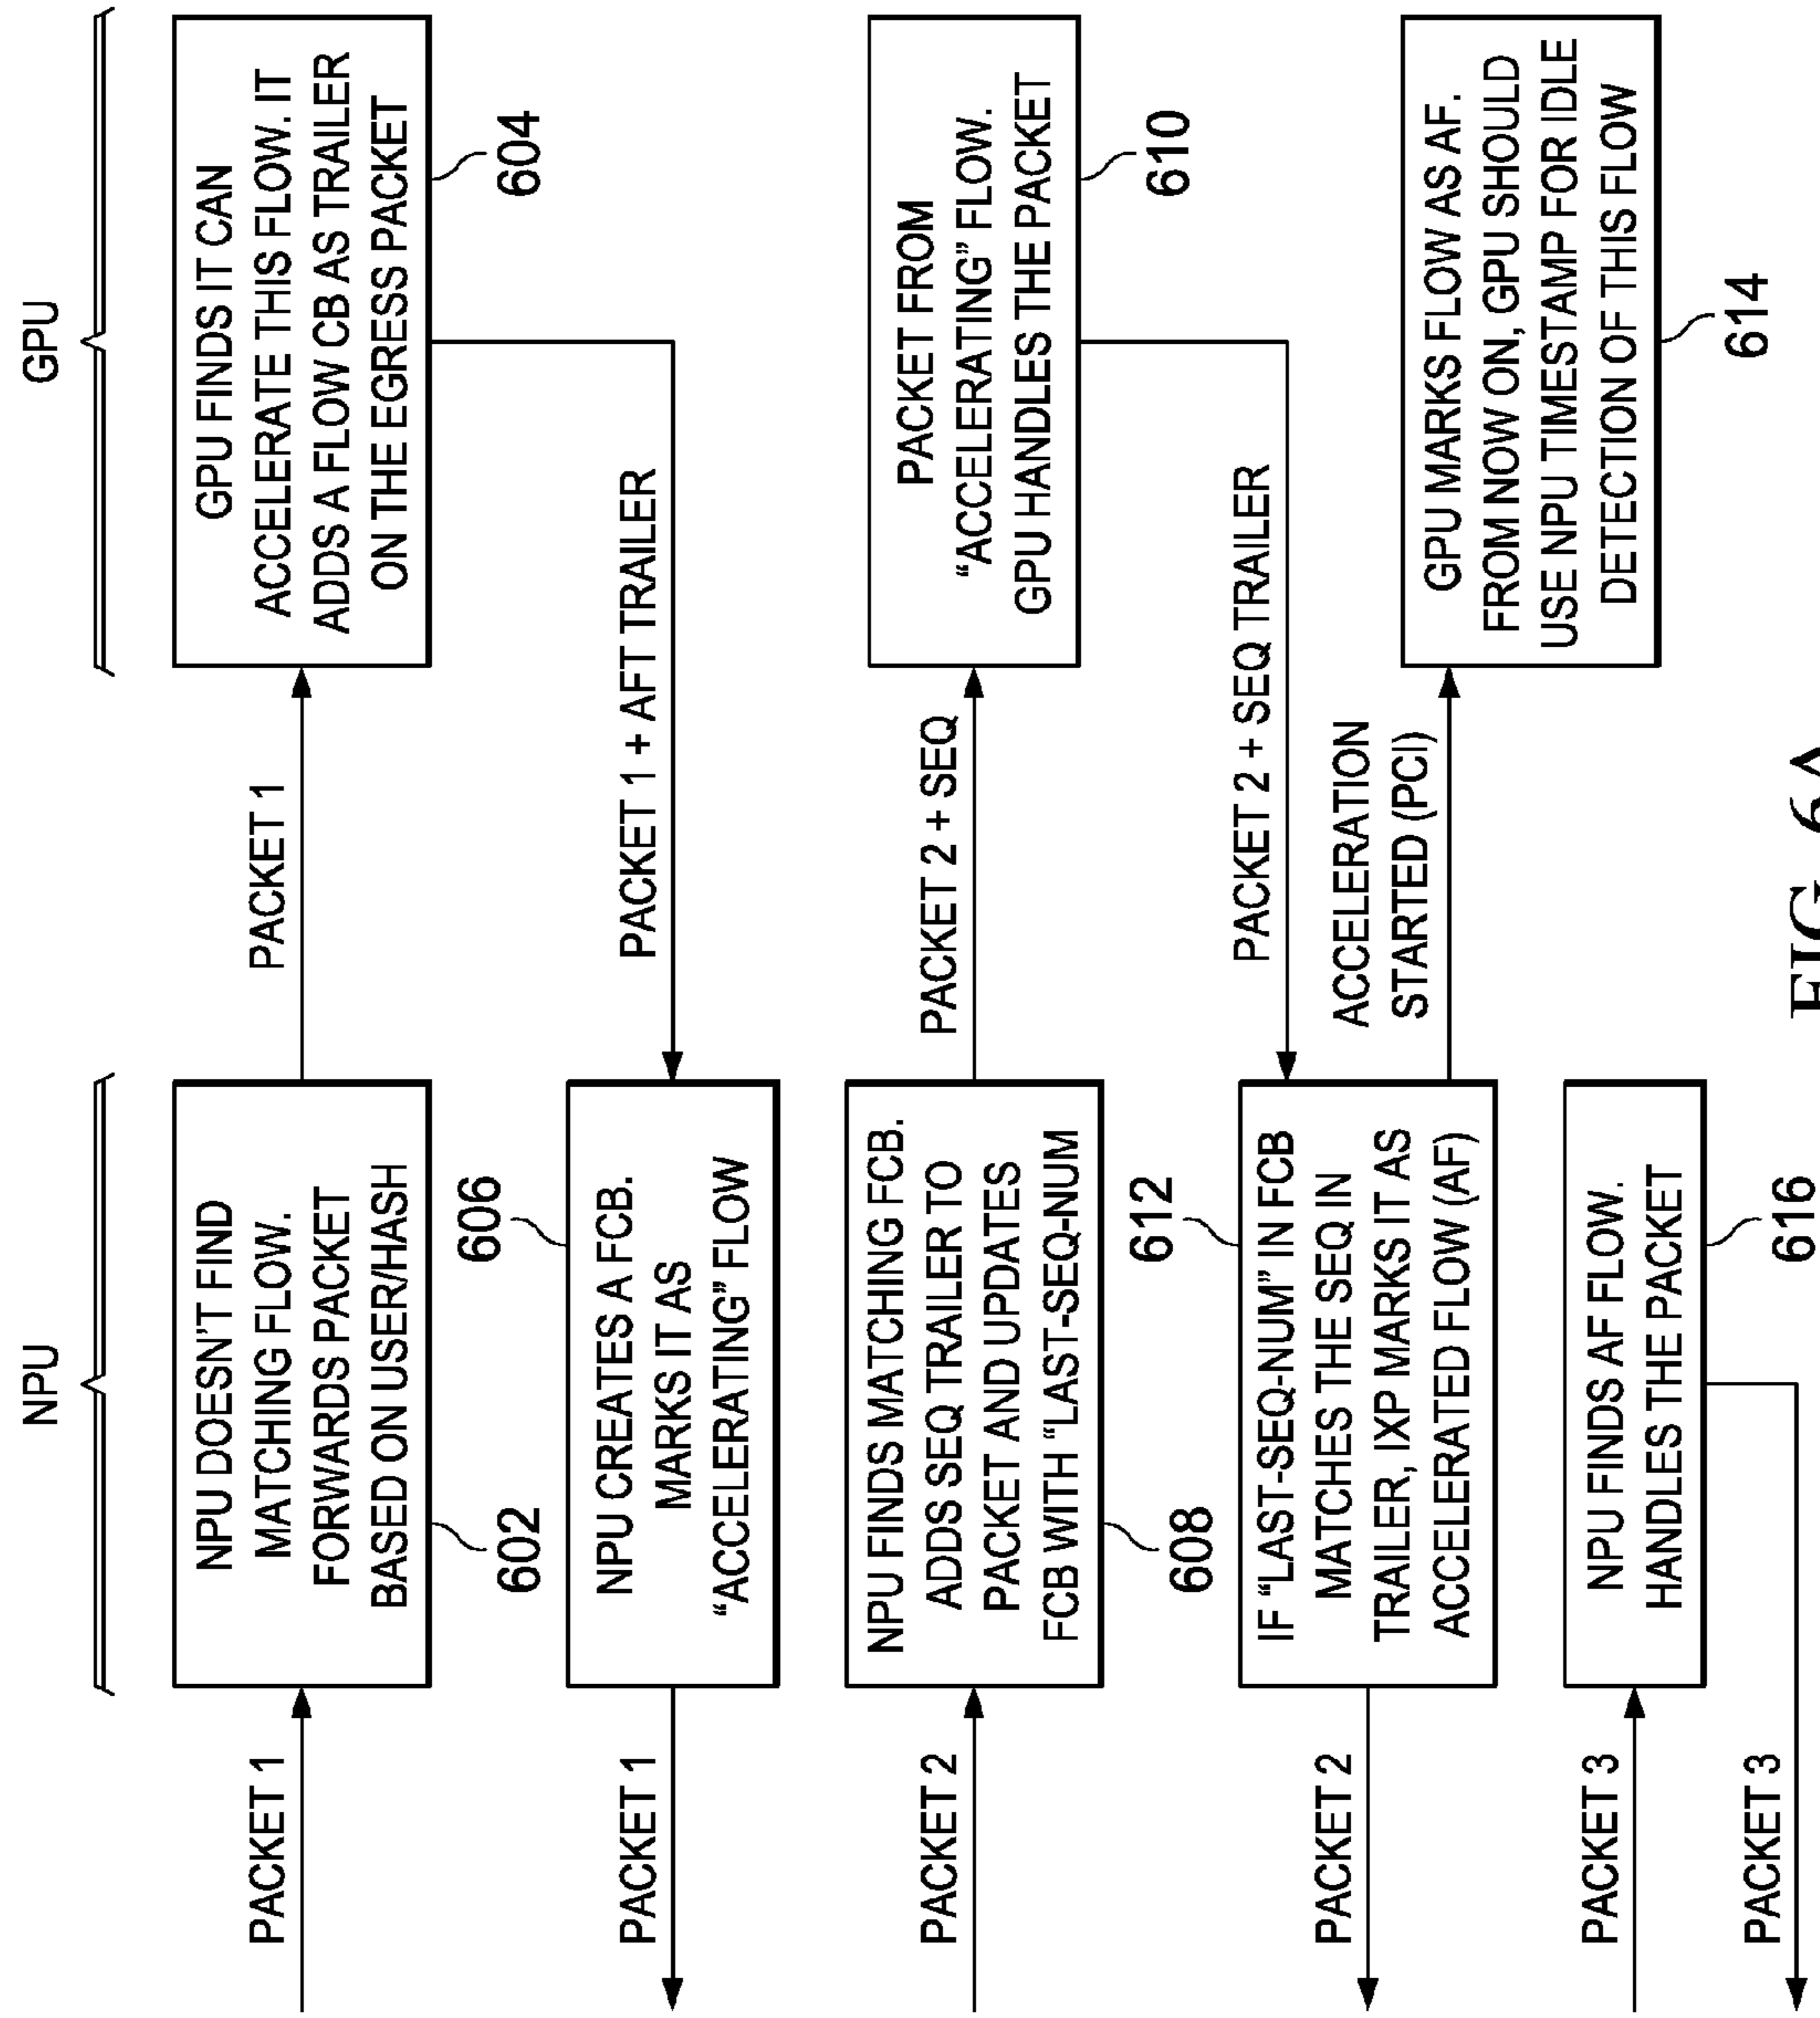 NPU
GPU
PACKET 1
NPU DOESN'T FIND
MATCHING FLOW.
FORWARDS PACKET
BASED ON USER/HASH
602
PACKET 1
GPU FINDS IT CAN
ACCELERATE THIS FLOW. IT
ADDS A FLOW CB AS TRAILER
ON THE EGRESS PACKET
604
PACKET 1
606
NPU CREATES A FCB.
MARKS IT AS
“ACCELERATING” FLOW
PACKET 1 + AFT TRAILER
PACKET 2
NPU FINDS MATCHING FCB.
ADDS SEQ TRAILER TO
PACKET AND UPDATES
FCB WITH “LAST-SEQ-NUM
608
PACKET 2 + SEQ
PACKET FROM
“ACCELERATING” FLOW.
GPU HANDLES THE PACKET
610
PACKET 2
612
IF “LAST-SEQ-NUM” IN FCB
MATCHES THE SEQ IN
TRAILER, IXP MARKS IT AS
ACCELERATED FLOW (AF)
PACKET 2 + SEQ TRAILER
ACCELERATION
STARTED (PCI)
GPU MARKS FLOW AS AF.
FROM NOW ON, GPU SHOULD
USE NPU TIMESTAMP FOR IDLE
DETECTION OF THIS FLOW
614
PACKET 3
NPU FINDS AF FLOW.
HANDLES THE PACKET
616
PACKET 3
FIG. 6A